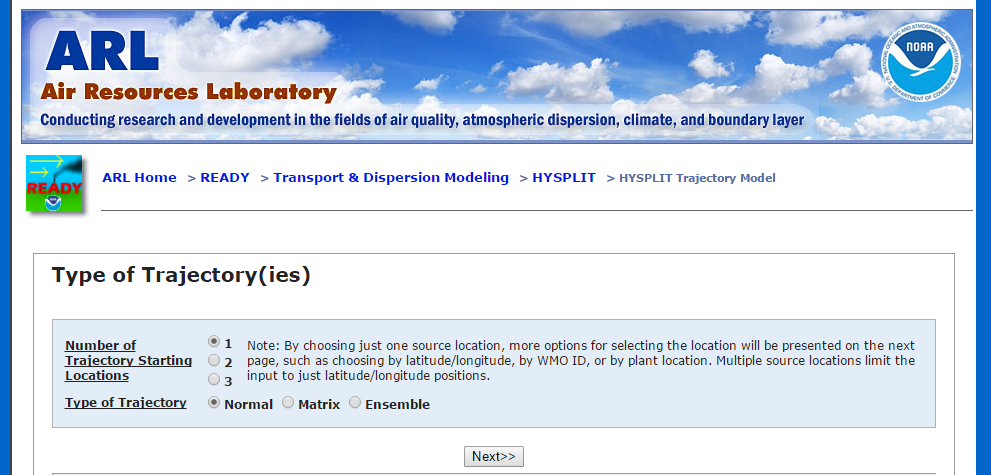 ARL
NOAA
NATIONAL OCEANIC AND ATMOSPHERIC ADMINISTRATION
U.S. DEPARTMENT OF COMMERCE
Air Resources Laboratory
Conducting research and development in the fields of air quality, atmospheric dispersion, climate, and boundary layer
READY
ARL Home > READY > Transport & Dispersion Modeling > HYSPLIT > HYSPLIT Trajectory Model
Type of Trajectory(ies)
Number of
Trajectory Starting
Locations
1
2
3
Note: By choosing just one source location, more options for selecting the location will be presented on the next
page, such as choosing by latitude/longitude, by WMO ID, or by plant location. Multiple source locations limit the
input to just latitude/longitude positions.
Type of Trajectory
Normal Matrix Ensemble
Next>>